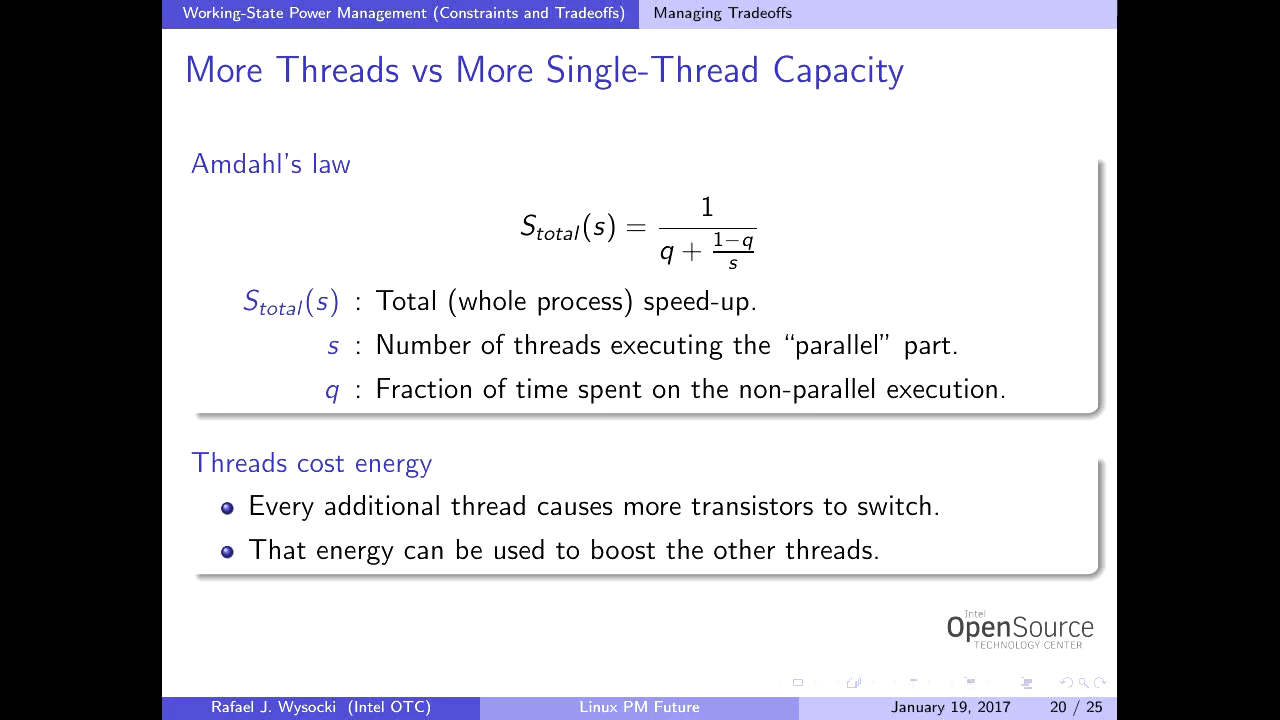 Working-State Power Management (Constraints and Tradeoffs) Managing Tradeoffs
More Threads vs More Single-Thread Capacity
Amdahl's law
S_total(s) = 1 / (q + (1−q)/s)
S_total(s) : Total (whole process) speed-up.
s : Number of threads executing the “parallel” part.
q : Fraction of time spent on the non-parallel execution.
Threads cost energy
Every additional thread causes more transistors to switch.
That energy can be used to boost the other threads.
Intel
OpenSource
TECHNOLOGY CENTER
Rafael J. Wysocki (Intel OTC) Linux PM Future January 19, 2017 20 / 25